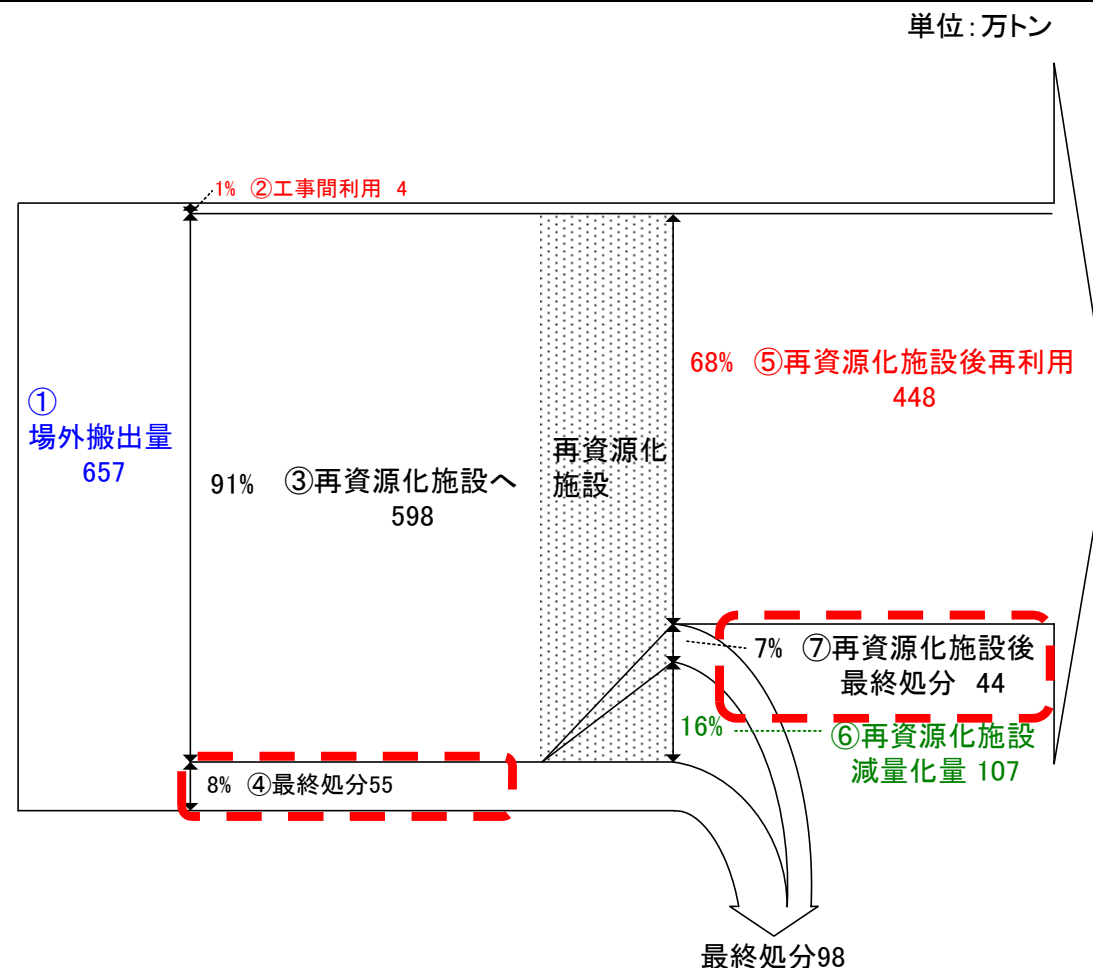 単位:万トン
1% ②工事間利用 4
①
場外搬出量
657
91% ③再資源化施設へ
598
再資源化
施設
68% ⑤再資源化施設後再利用
448
7% ⑦再資源化施設後
最終処分 44
16%
⑥再資源化施設
減量化量 107
8% ④最終処分55
最終処分98